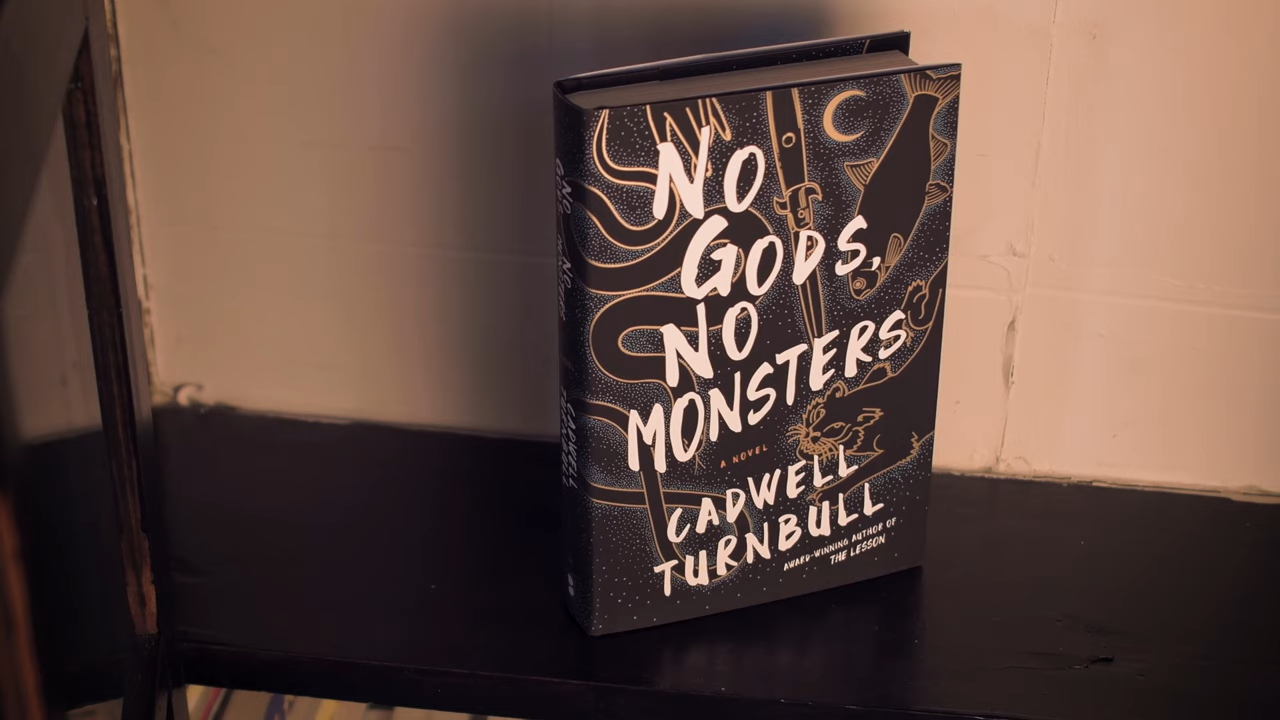 NO
GODS,
NO
MONSTERS
A NOVEL
CADWELL
TURNBULL
AWARD-WINNING AUTHOR OF
THE LESSON